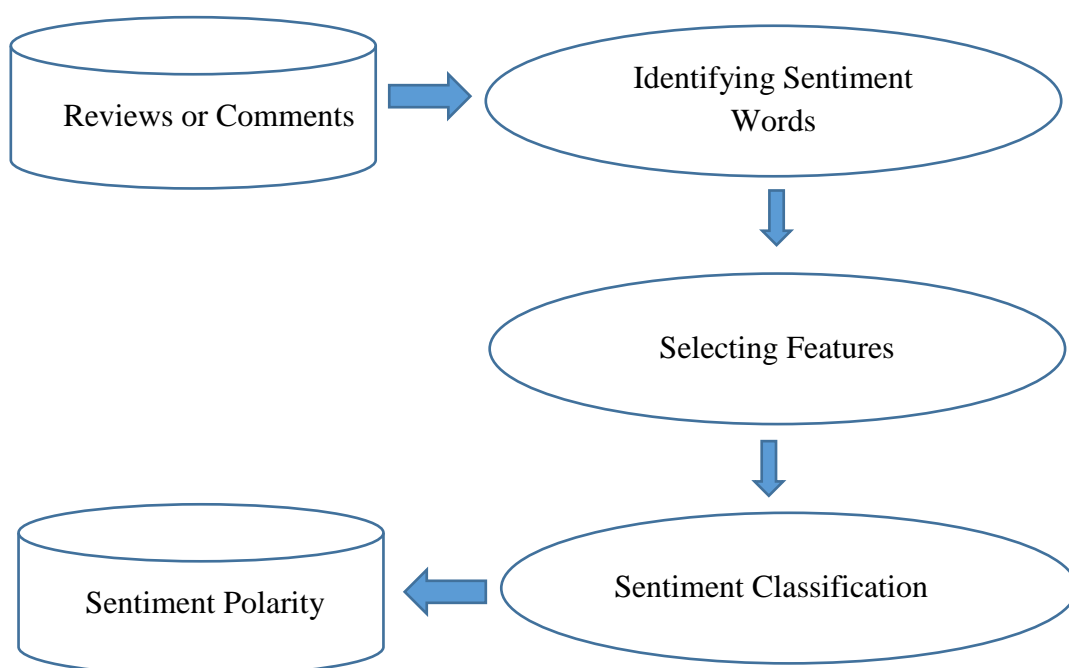 Reviews or Comments
Identifying Sentiment
Words
Selecting Features
Sentiment Classification
Sentiment Polarity